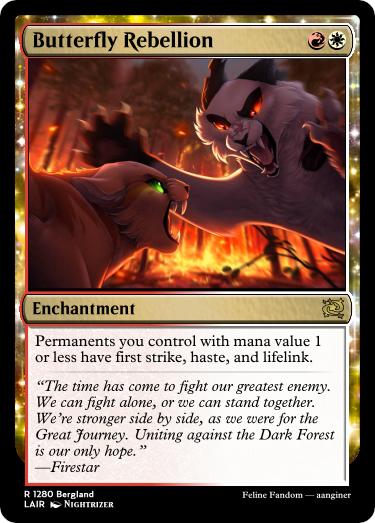 Butterfly Rebellion
Enchantment
Permanents you control with mana value 1
or less have first strike, haste, and lifelink.
“The time has come to fight our greatest enemy.
We can fight alone, or we can stand together.
We’re stronger side by side, as we were for the
Great Journey. Uniting against the Dark Forest
is our only hope.”
—Firestar
R 1280 Bergland
LAIR Nightrizer
Feline Fandom — aanginer